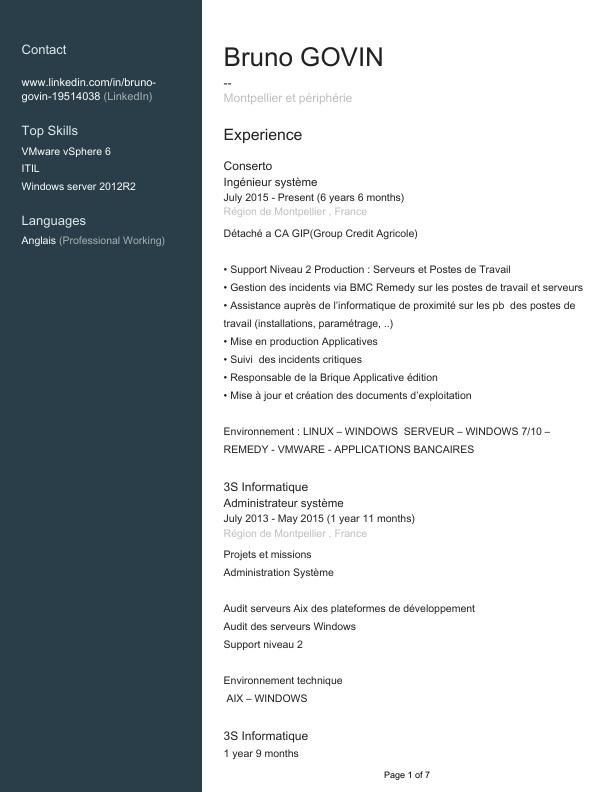 Contact
www.linkedin.com/in/bruno-
govin-19514038 (LinkedIn)
Top Skills
VMware vSphere 6
ITIL
Windows server 2012R2
Languages
Anglais (Professional Working)
Bruno GOVIN
--
Montpellier et périphérie
Experience
Conserto
Ingénieur système
July 2015 - Present (6 years 6 months)
Région de Montpellier , France
Détaché a CA GIP(Group Credit Agricole)
• Support Niveau 2 Production : Serveurs et Postes de Travail
• Gestion des incidents via BMC Remedy sur les postes de travail et serveurs
• Assistance auprès de l’informatique de proximité sur les pb  des postes de
travail (installations, paramétrage, ..)
• Mise en production Applicatives
• Suivi  des incidents critiques
• Responsable de la Brique Applicative édition
• Mise à jour et création des documents d’exploitation
Environnement : LINUX – WINDOWS  SERVEUR – WINDOWS 7/10 –
REMEDY - VMWARE - APPLICATIONS BANCAIRES
3S Informatique
Administrateur système
July 2013 - May 2015 (1 year 11 months)
Région de Montpellier , France
Projets et missions
Administration Système
Audit serveurs Aix des plateformes de développement
Audit des serveurs Windows
Support niveau 2
Environnement technique
AIX – WINDOWS
3S Informatique
1 year 9 months
Page 1 of 7